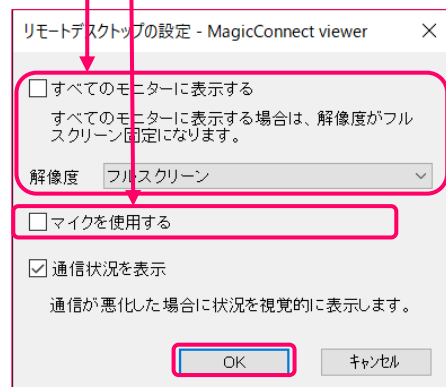 リモートデスクトップの設定 - MagicConnect viewer
すべてのモニターに表示する
すべてのモニターに表示する場合は、解像度がフル
スクリーン固定になります。
解像度 フルスクリーン
マイクを使用する
通信状況を表示
通信が悪化した場合に状況を視覚的に表示します。
OK キャンセル